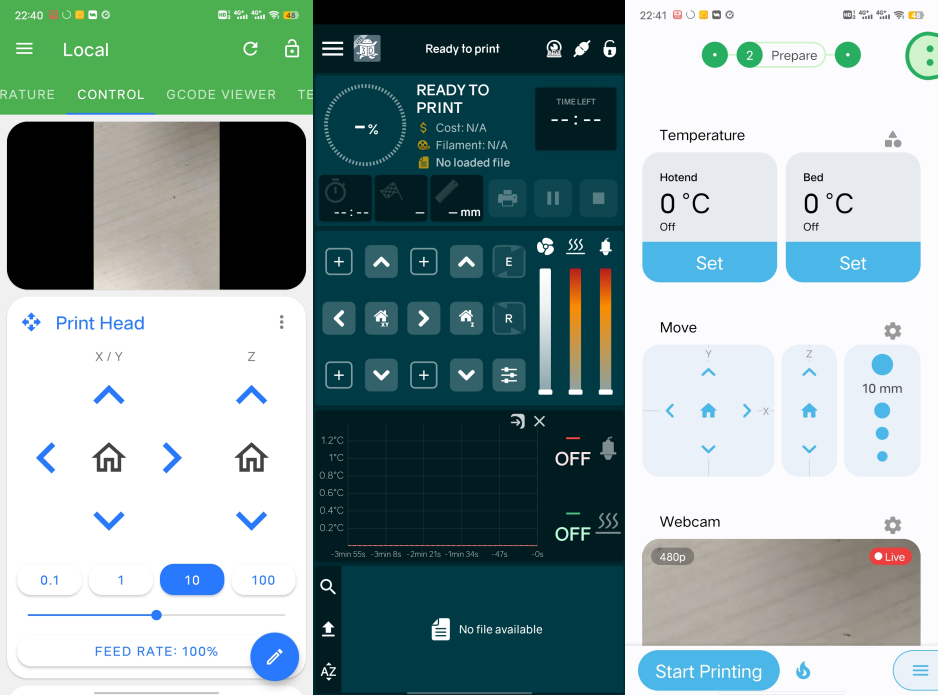 22:40
48
Local
RATURE CONTROL GCODE VIEWER TE
Print Head
X / Y Z
0.1 1 10 100
FEED RATE: 100%
Ready to print
- %
READY TO
PRINT
Cost: N/A
Filament: N/A
No loaded file
TIME LEFT
--:--
--:-- – – mm
E
XY Z R
1.2°C
1°C
0.8°C
0.6°C
0.4°C
0.2°C
-3min 55s -3min 8s -2min 21s -1min 34s -47s -0s
OFF
OFF
No file available
AZ
22:41
48
2 Prepare
Temperature
Hotend
0 °C
Off
Set
Bed
0 °C
Off
Set
Move
Y
X
Z
10 mm
Webcam
480p
Live
Start Printing